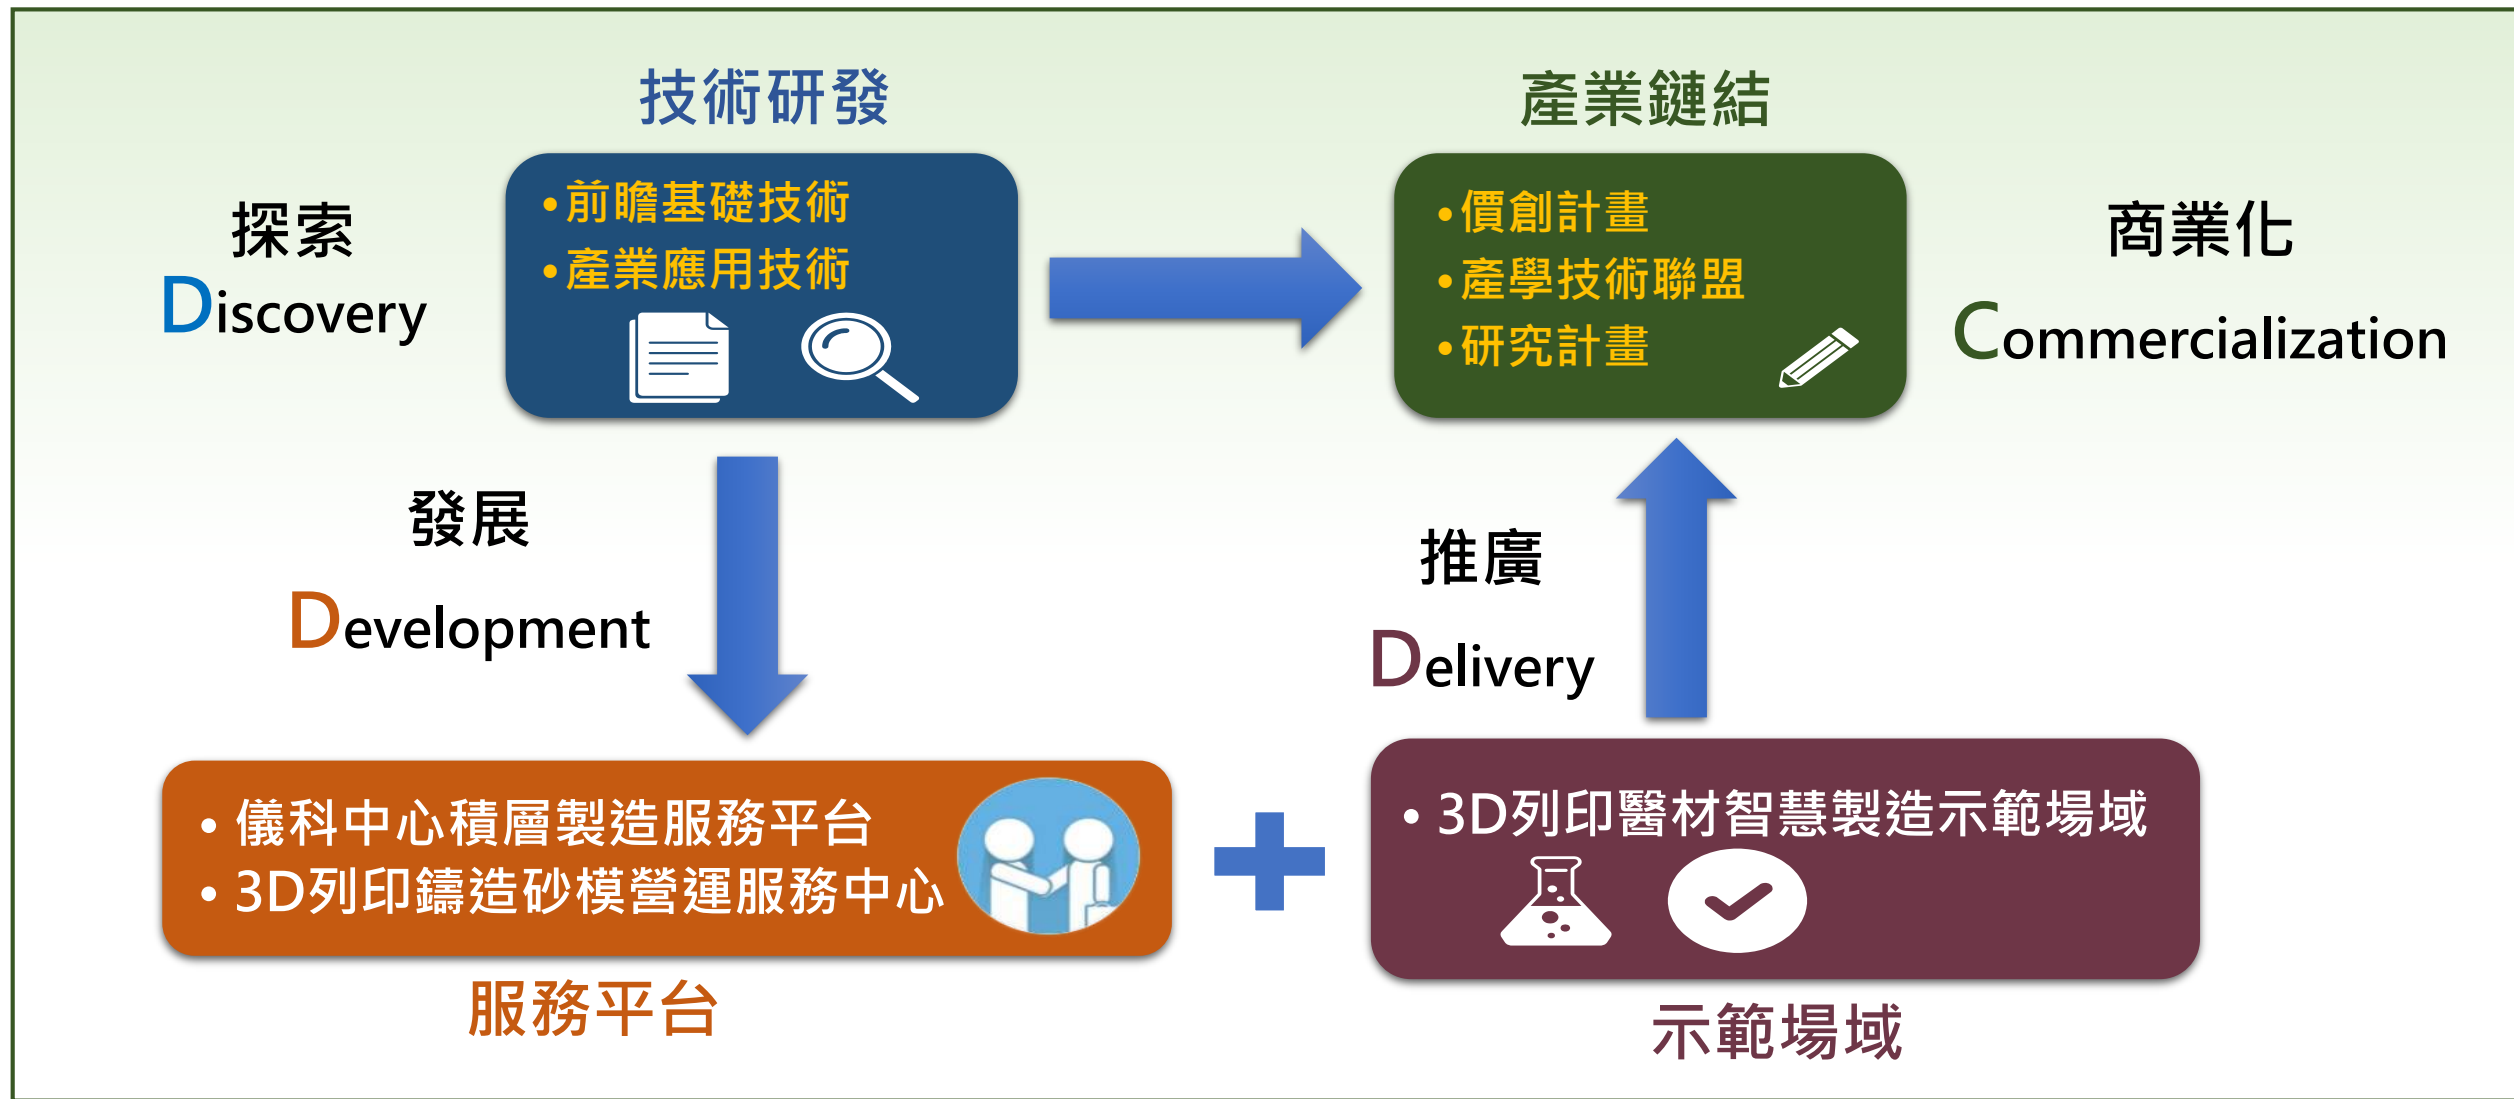 技術研發
產業鏈結
探索
Discovery
•前瞻基礎技術
•產業應用技術
•價創計畫
•產學技術聯盟
•研究計畫
商業化
Commercialization
發展
Development
推廣
Delivery
• 儀科中心積層製造服務平台
• 3D列印鑄造砂模營運服務中心
• 3D列印醫材智慧製造示範場域
服務平台
示範場域